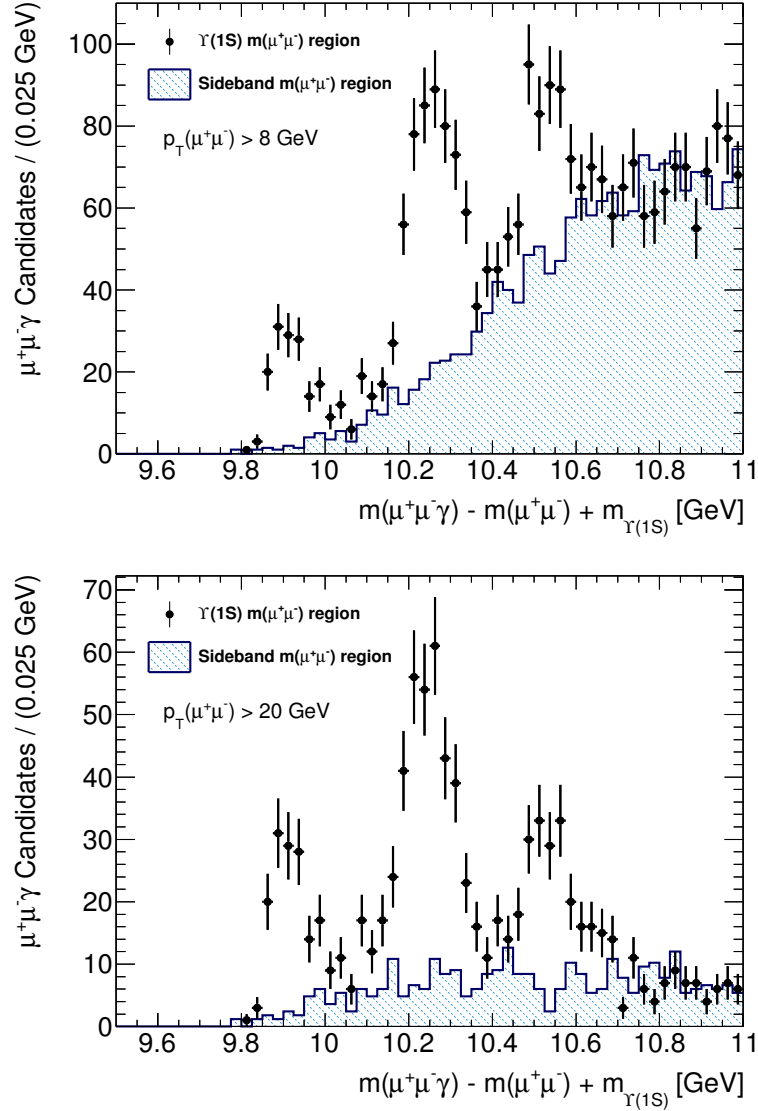 100
80
60
40
20
0
μ⁺μ⁻γ Candidates / (0.025 GeV)
ϒ(1S) m(μ⁺μ⁻) region
Sideband m(μ⁺μ⁻) region
p_T(μ⁺μ⁻) > 8 GeV
9.6 9.8 10 10.2 10.4 10.6 10.8 11
m(μ⁺μ⁻γ) - m(μ⁺μ⁻) + m_ϒ(1S) [GeV]
70
60
50
40
30
20
10
0
μ⁺μ⁻γ Candidates / (0.025 GeV)
ϒ(1S) m(μ⁺μ⁻) region
Sideband m(μ⁺μ⁻) region
p_T(μ⁺μ⁻) > 20 GeV
9.6 9.8 10 10.2 10.4 10.6 10.8 11
m(μ⁺μ⁻γ) - m(μ⁺μ⁻) + m_ϒ(1S) [GeV]